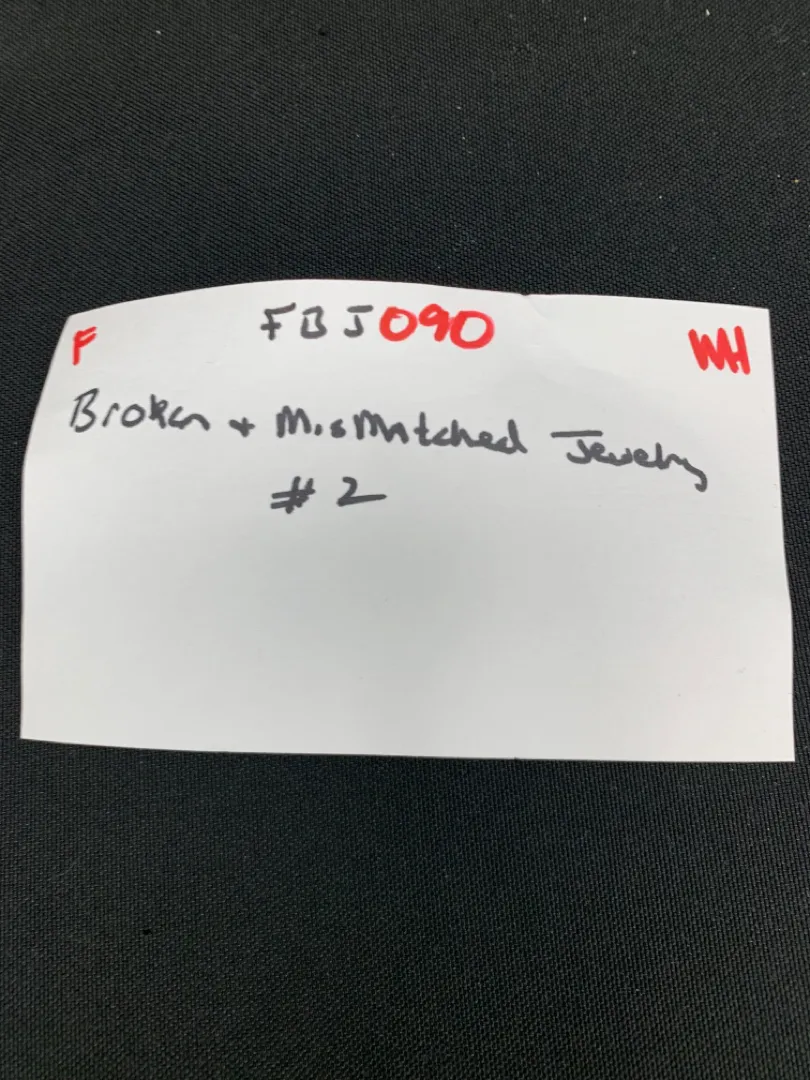 F FBJ090 WH
Broken + MisMatched Jewelry
# 2